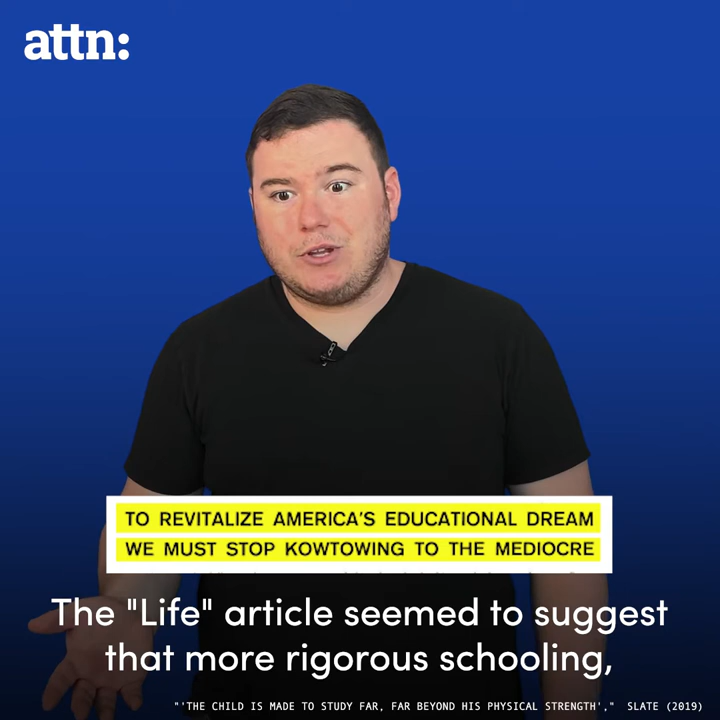 attn:
TO REVITALIZE AMERICA'S EDUCATIONAL DREAM
WE MUST STOP KOWTOWING TO THE MEDIOCRE
The "Life" article seemed to suggest
that more rigorous schooling,
"'THE CHILD IS MADE TO STUDY FAR, FAR BEYOND HIS PHYSICAL STRENGTH'," SLATE (2019)